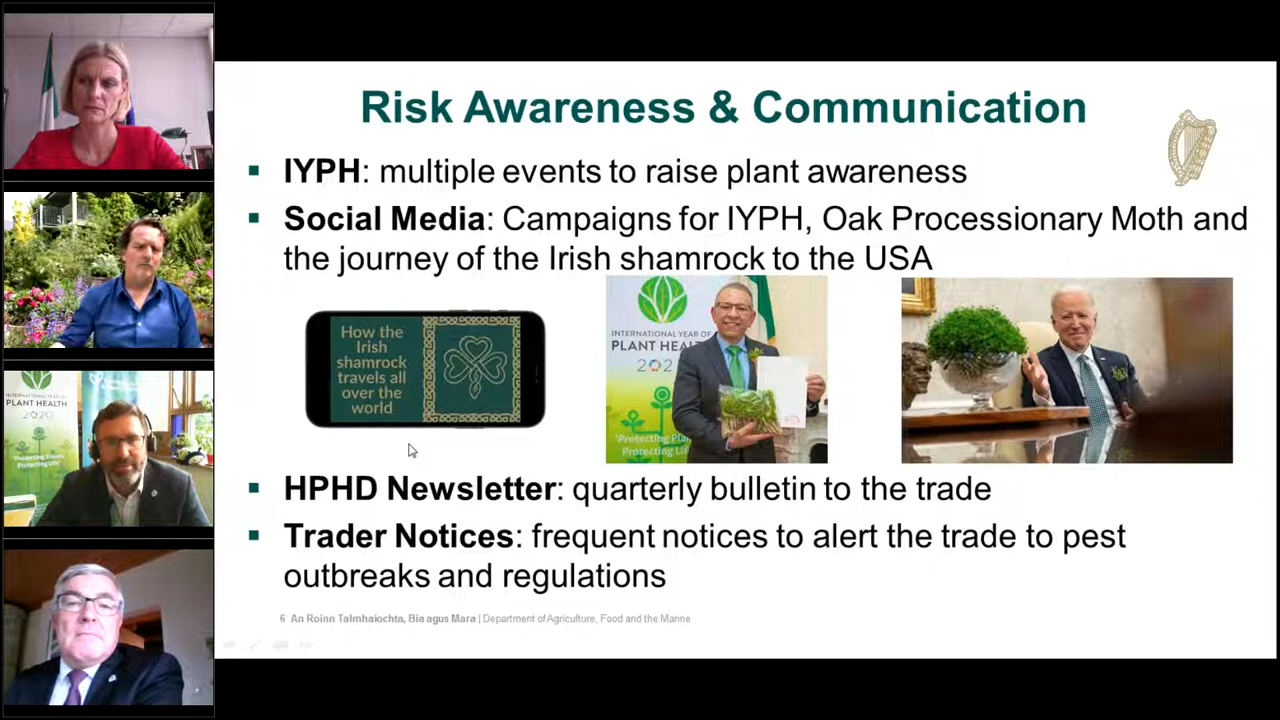 Risk Awareness & Communication
▪ IYPH: multiple events to raise plant awareness
▪ Social Media: Campaigns for IYPH, Oak Processionary Moth and
the journey of the Irish shamrock to the USA
How the
Irish
shamrock
travels all
over the
world
INTERNATIONAL YEAR OF
PLANT HEALTH
202
'Protecting
Protecting
▪ HPHD Newsletter: quarterly bulletin to the trade
▪ Trader Notices: frequent notices to alert the trade to pest
outbreaks and regulations
6 An Roinn Talmhaíochta, Bia agus Mara | Department of Agriculture, Food and the Marine
INTERNATIONAL YEAR OF
PLANT HEALTH
2020
'Protecting Plants,
Protecting Life'